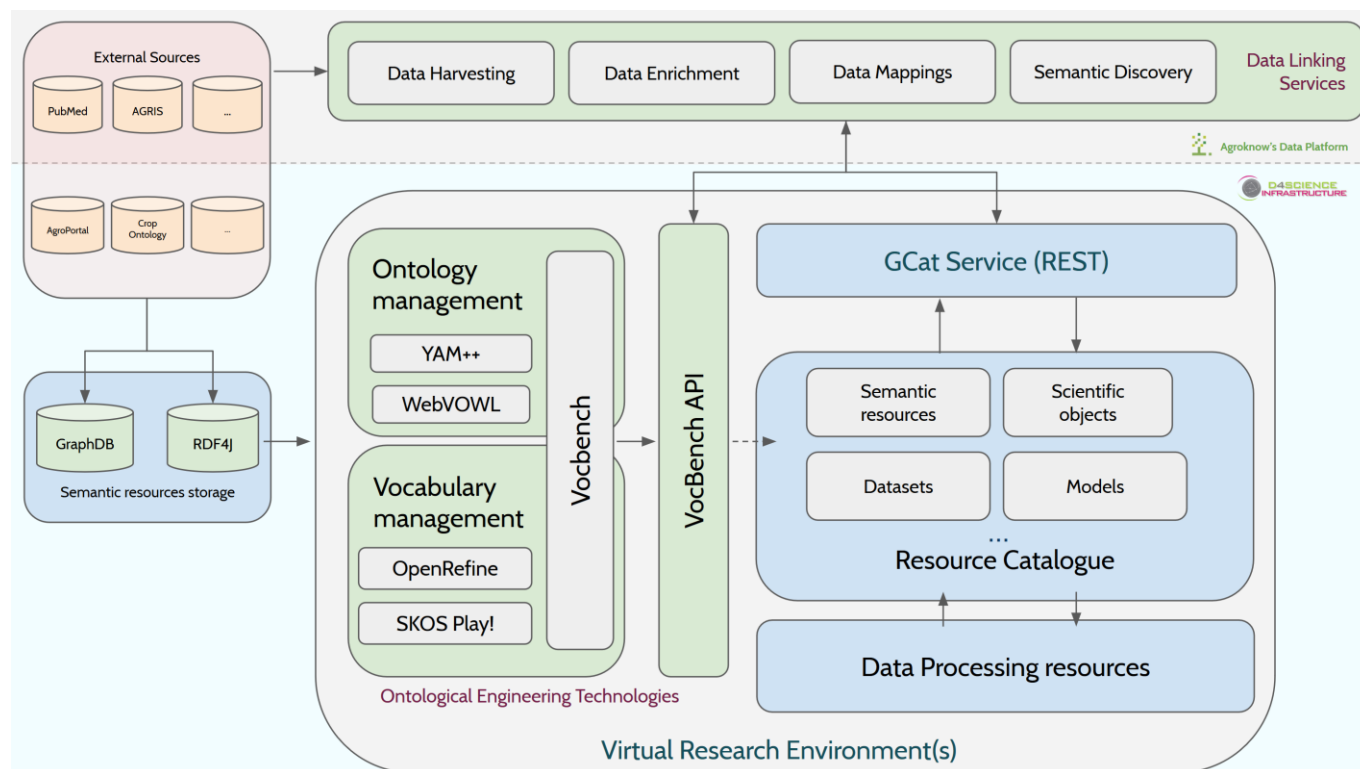 External Sources
PubMed
AGRIS
...
AgroPortal
Crop
Ontology
...
Data Harvesting
Data Enrichment
Data Mappings
Semantic Discovery
Data Linking
Services
Agroknow's Data Platform
D4SCIENCE
INFRASTRUCTURE
GraphDB
RDF4J
Semantic resources storage
Ontology
management
YAM++
WebVOWL
Vocabulary
management
OpenRefine
SKOS Play!
Vocbench
Ontological Engineering Technologies
VocBench API
GCat Service (REST)
Semantic
resources
Scientific
objects
Datasets
Models
...
Resource Catalogue
Data Processing resources
Virtual Research Environment(s)